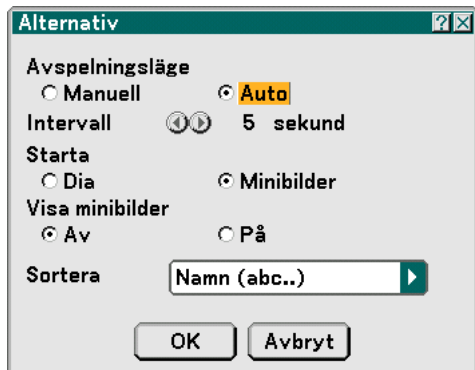 Alternativ
Avspelningsläge
Manuell Auto
Intervall 5 sekund
Starta
Dia Minibilder
Visa minibilder
Av På
Sortera Namn (abc..)
OK Avbryt